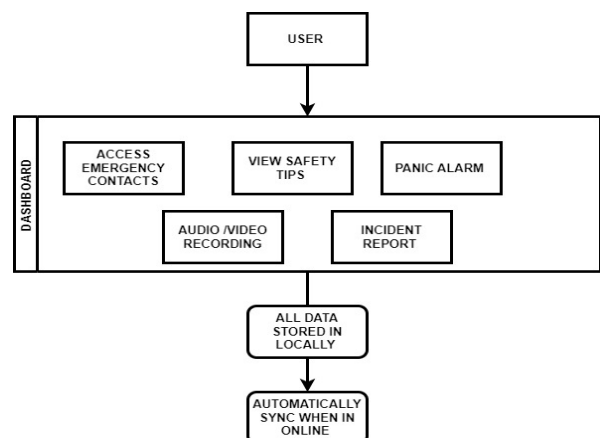 USER
DASHBOARD
ACCESS
EMERGENCY
CONTACTS
VIEW SAFETY
TIPS
PANIC ALARM
AUDIO /VIDEO
RECORDING
INCIDENT
REPORT
ALL DATA
STORED IN
LOCALLY
AUTOMATICALLY
SYNC WHEN IN
ONLINE